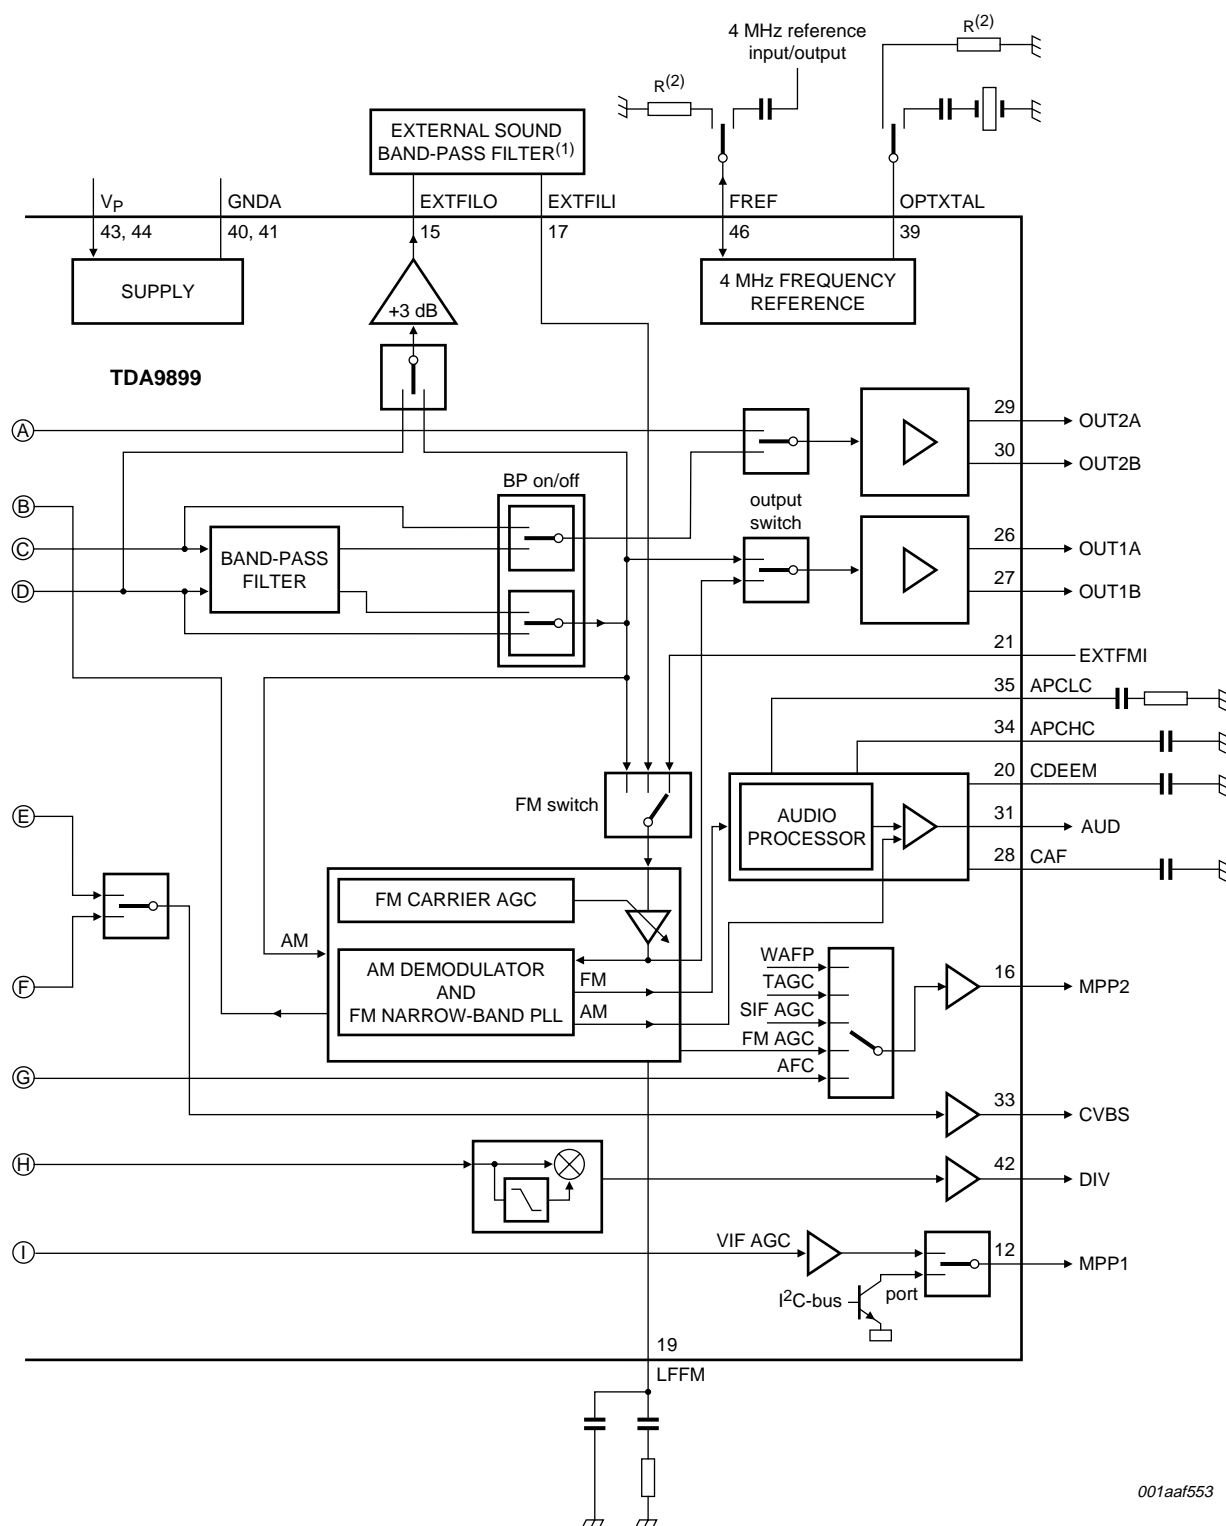 4 MHz reference
input/output
R(2)
R(2)
EXTERNAL SOUND
BAND-PASS FILTER(1)
VP
GNDA
EXTFILO
EXTFILI
FREF
OPTXTAL
43, 44
40, 41
15
17
46
39
SUPPLY
+3 dB
4 MHz FREQUENCY
REFERENCE
TDA9899
A
29
OUT2A
30
OUT2B
BP on/off
output
switch
B
C
D
BAND-PASS
FILTER
26
OUT1A
27
OUT1B
21
EXTFMI
35
APCLC
34
APCHC
20
CDEEM
FM switch
AUDIO
PROCESSOR
31
AUD
28
CAF
E
F
FM CARRIER AGC
AM
AM DEMODULATOR
AND
FM NARROW-BAND PLL
FM
AM
WAFP
TAGC
SIF AGC
FM AGC
AFC
16
MPP2
G
33
CVBS
H
42
DIV
I
VIF AGC
12
MPP1
I2C-bus
port
19
LFFM
001aaf553